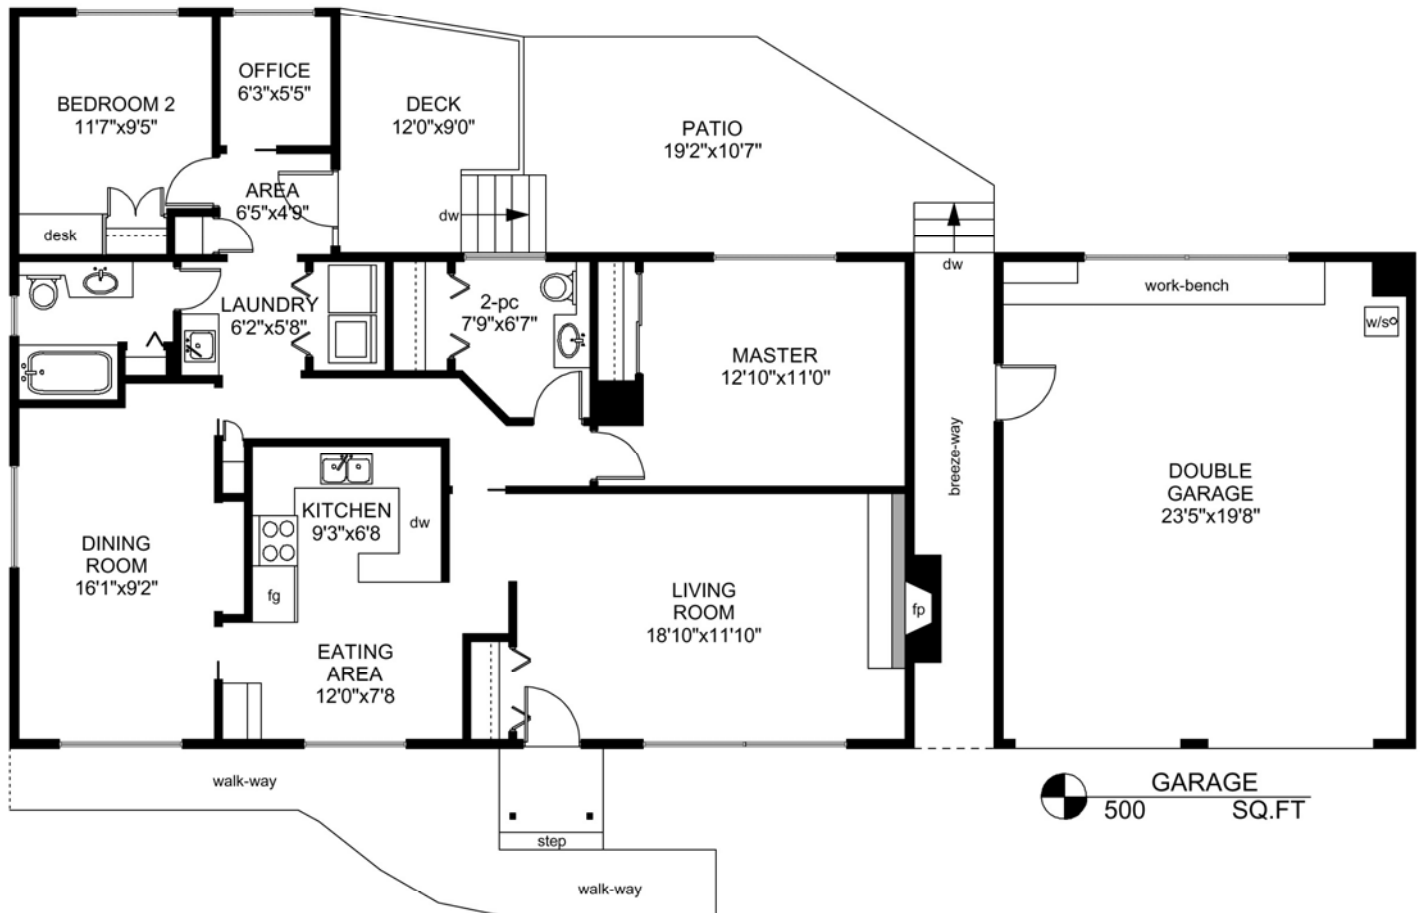 OFFICE
6'3"x5'5"
BEDROOM 2
11'7"x9'5"
DECK
12'0"x9'0"
PATIO
19'2"x10'7"
AREA
6'5"x4'9"
desk
dw
dw
LAUNDRY
6'2"x5'8"
2-pc
7'9"x6'7"
work-bench
w/s
MASTER
12'10"x11'0"
breeze-way
DOUBLE
GARAGE
23'5"x19'8"
KITCHEN
9'3"x6'8
dw
DINING
ROOM
16'1"x9'2"
fg
LIVING
ROOM
18'10"x11'10"
fp
EATING
AREA
12'0"x7'8
walk-way
GARAGE
500 SQ.FT
step
walk-way